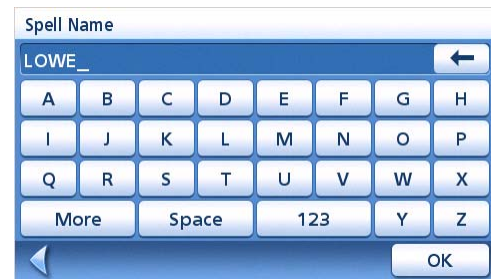 Spell Name
LOWE_
A B C D E F G H
I J K L M N O P
Q R S T U V W X
More Space 123 Y Z
OK